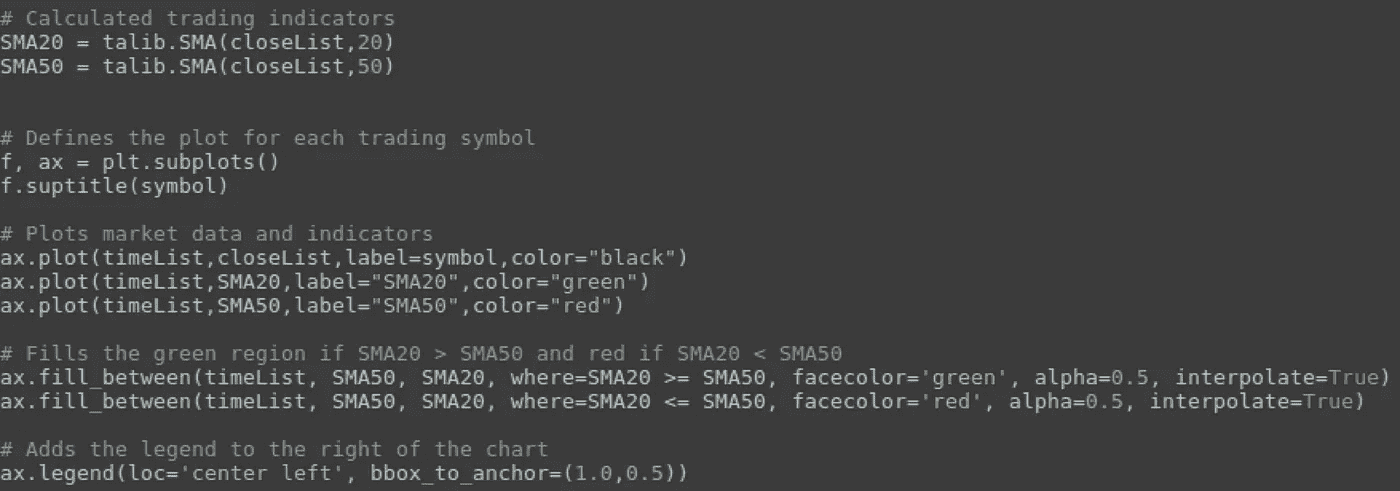 # Calculated trading indicators
SMA20 = talib.SMA(closeList,20)
SMA50 = talib.SMA(closeList,50)
# Defines the plot for each trading symbol
f, ax = plt.subplots()
f.suptitle(symbol)
# Plots market data and indicators
ax.plot(timeList,closeList,label=symbol,color="black")
ax.plot(timeList,SMA20,label="SMA20",color="green")
ax.plot(timeList,SMA50,label="SMA50",color="red")
# Fills the green region if SMA20 > SMA50 and red if SMA20 < SMA50
ax.fill_between(timeList, SMA50, SMA20, where=SMA20 >= SMA50, facecolor='green', alpha=0.5, interpolate=True)
ax.fill_between(timeList, SMA50, SMA20, where=SMA20 <= SMA50, facecolor='red', alpha=0.5, interpolate=True)
# Adds the legend to the right of the chart
ax.legend(loc='center left', bbox_to_anchor=(1.0,0.5))